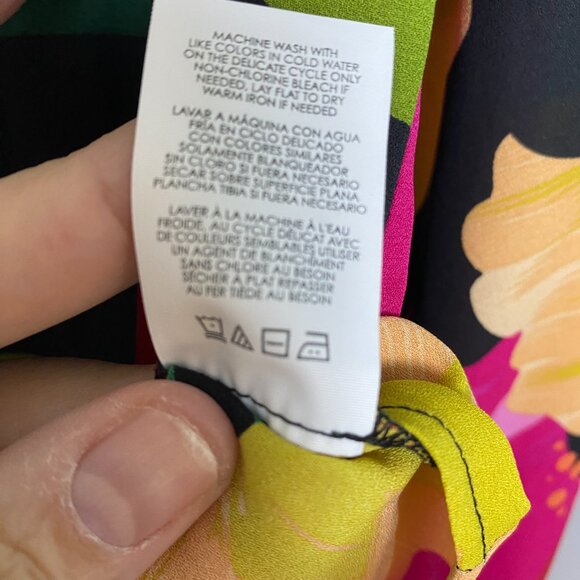 MACHINE WASH WITH
LIKE COLORS IN COLD WATER
ON THE DELICATE CYCLE ONLY
NON-CHLORINE BLEACH IF
NEEDED, LAY FLAT TO DRY
WARM IRON IF NEEDED
LAVAR A MÁQUINA CON AGUA
FRÍA EN CICLO DELICADO
CON COLORES SIMILARES
SOLAMENTE BLANQUEADOR
SIN CLORO SI FUERA NECESARIO
SECAR SOBRE SUPERFICIE PLANA
PLANCHA TIBIA SI FUERA NECESARIO
LAVER À LA MACHINE À L'EAU
FROIDE, AU CYCLE DÉLICAT AVEC
DE COULEURS SEMBLABLES UTILISER
UN AGENT DE BLANCHIMENT
SANS CHLORE AU BESOIN
SÉCHER À PLAT REPASSER
AU FER TIÈDE AU BESOIN